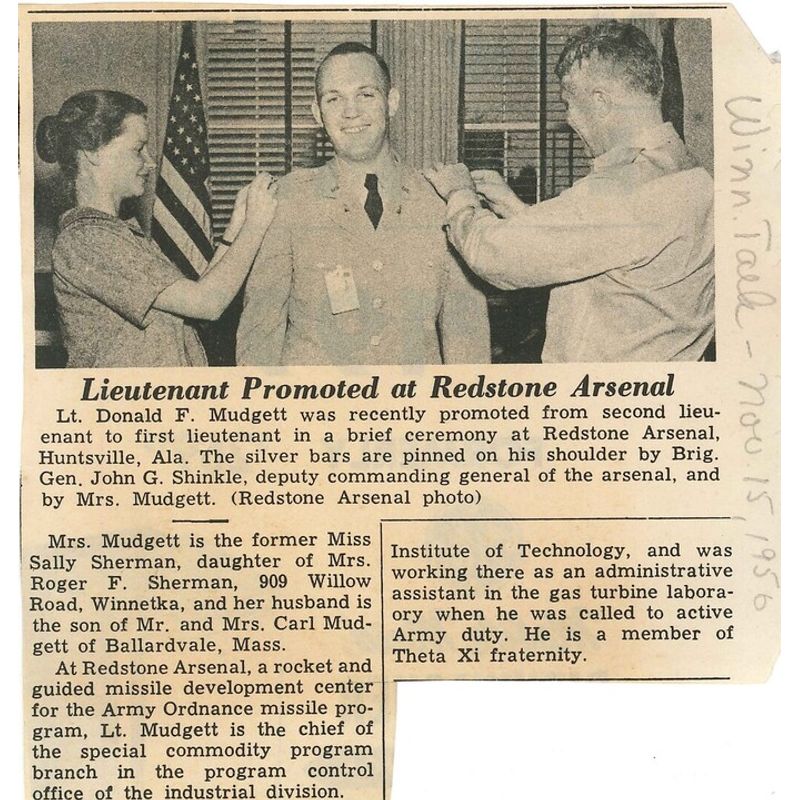 Lieutenant Promoted at Redstone Arsenal
Lt. Donald F. Mudgett was recently promoted from second lieu-
enant to first lieutenant in a brief ceremony at Redstone Arsenal,
Huntsville, Ala. The silver bars are pinned on his shoulder by Brig.
Gen. John G. Shinkle, deputy commanding general of the arsenal, and
by Mrs. Mudgett. (Redstone Arsenal photo)
Mrs. Mudgett is the former Miss
Sally Sherman, daughter of Mrs.
Roger F. Sherman, 909 Willow
Road, Winnetka, and her husband is
the son of Mr. and Mrs. Carl Mud-
gett of Ballardvale, Mass.
At Redstone Arsenal, a rocket and
guided missile development center
for the Army Ordnance missile pro-
gram, Lt. Mudgett is the chief of
the special commodity program
branch in the program control
office of the industrial division.
Institute of Technology, and was
working there as an administrative
assistant in the gas turbine labora-
ory when he was called to active
Army duty. He is a member of
Theta Xi fraternity.
Winn. Talk - Nov. 15, 1956